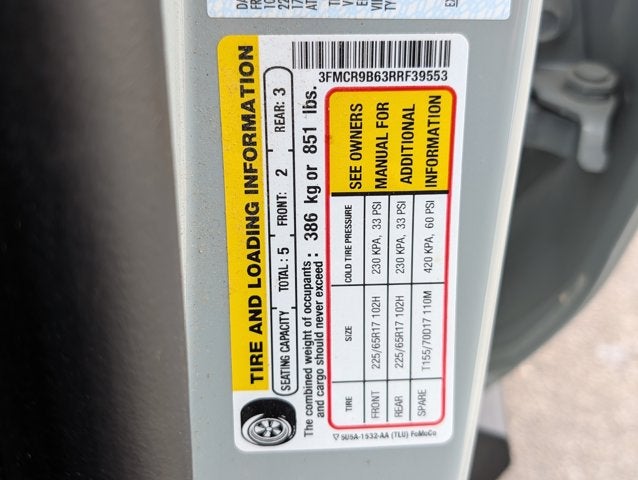 TIRE AND LOADING INFORMATION
SEATING CAPACITY TOTAL: 5 FRONT: 2 REAR: 3
The combined weight of occupants
and cargo should never exceed : 386 kg or 851 lbs.
3FMCR9B63RRF39553
TIRE SIZE COLD TIRE PRESSURE SEE OWNERS
FRONT 225/65R17 102H 230 KPA, 33 PSI MANUAL FOR
REAR 225/65R17 102H 230 KPA, 33 PSI ADDITIONAL
SPARE T155/70D17 110M 420 KPA, 60 PSI INFORMATION
5U5A-1532-AA (TLU) FoMoCo